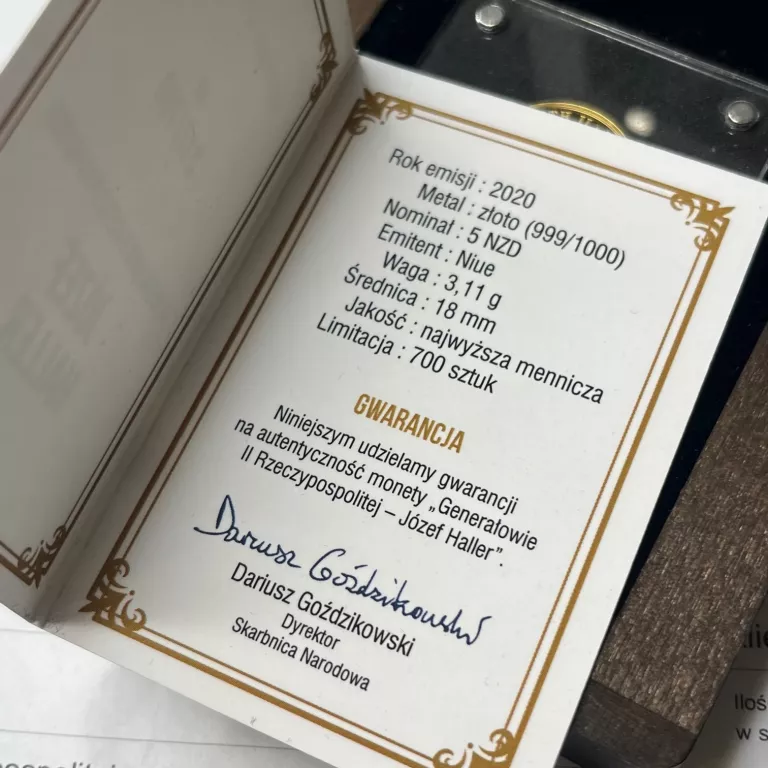 Rok emisji : 2020
Metal : złoto (999/1000)
Nominał : 5 NZD
Emitent : Niue
Waga : 3,11 g
Średnica : 18 mm
Jakość : najwyższa mennicza
Limitacja : 700 sztuk
GWARANCJA
Niniejszym udzielamy gwarancji
na autentyczność monety „Generałowie
II Rzeczypospolitej – Józef Haller”.
Dariusz Goździkowski
Dariusz Goździkowski
Dyrektor
Skarbnica Narodowa
w s